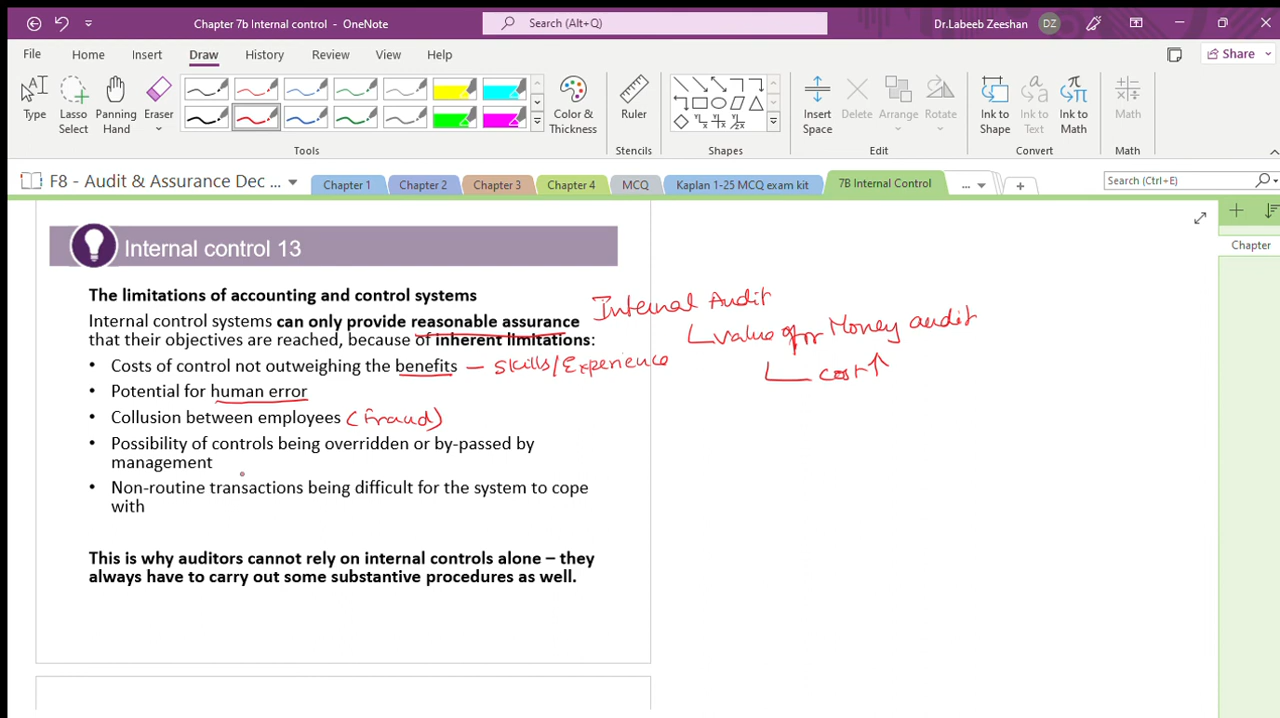 Chapter 7b Internal control - OneNote
Search (Alt+Q)
Dr.Labeeb Zeeshan
DZ
File
Home
Insert
Draw
History
Review
View
Help
Share
Type
Lasso Select
Panning Hand
Eraser
Color & Thickness
Ruler
Insert Space
Delete
Arrange
Rotate
Ink to Shape
Ink to Text
Ink to Math
Math
Tools
Stencils
Shapes
Edit
Convert
Math
F8 - Audit & Assurance Dec ...
Chapter 1
Chapter 2
Chapter 3
Chapter 4
MCQ
Kaplan 1-25 MCQ exam kit
7B Internal Control
...
Search (Ctrl+E)
Chapter
Internal control 13
The limitations of accounting and control systems
Internal control systems can only provide reasonable assurance
that their objectives are reached, because of inherent limitations:
• Costs of control not outweighing the benefits — Skills/Experience
• Potential for human error
• Collusion between employees (Fraud)
• Possibility of controls being overridden or by-passed by
management
• Non-routine transactions being difficult for the system to cope
with
This is why auditors cannot rely on internal controls alone – they
always have to carry out some substantive procedures as well.
Internal Audit
value for Money audit
cost ↑